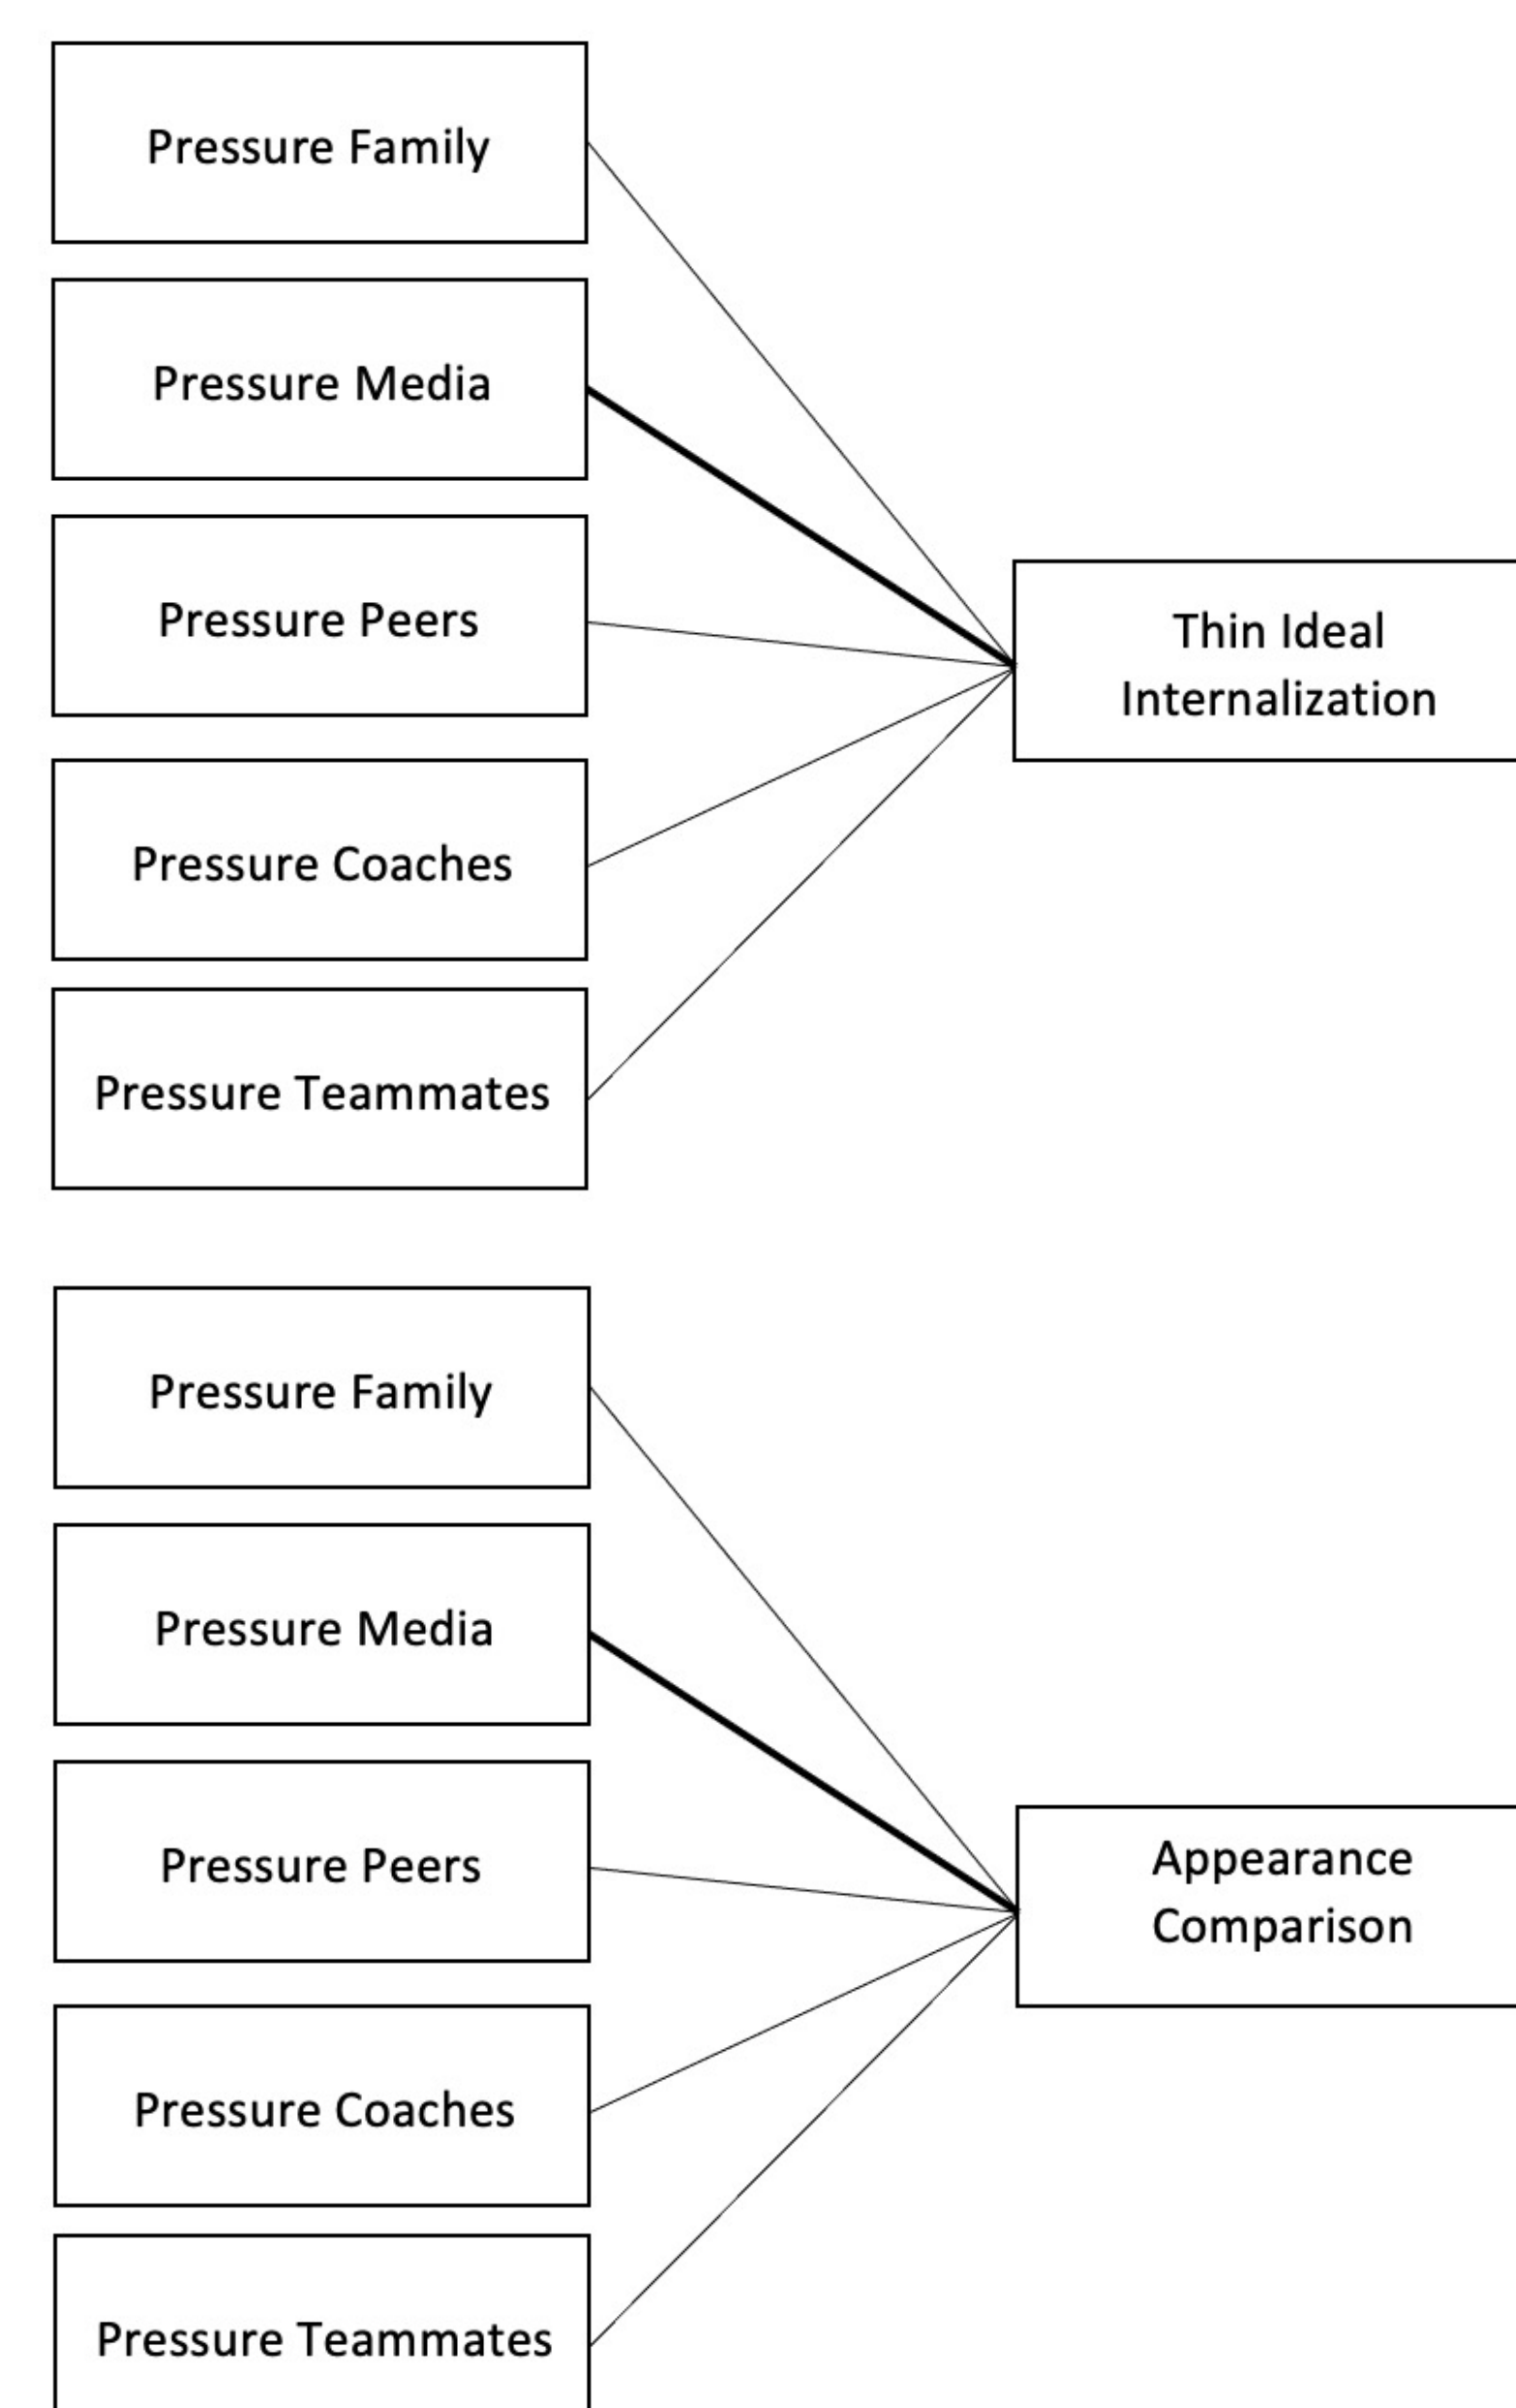 Pressure Family
Pressure Media
Pressure Peers
Pressure Coaches
Pressure Teammates
Thin Ideal
Internalization
Pressure Family
Pressure Media
Pressure Peers
Pressure Coaches
Pressure Teammates
Appearance
Comparison